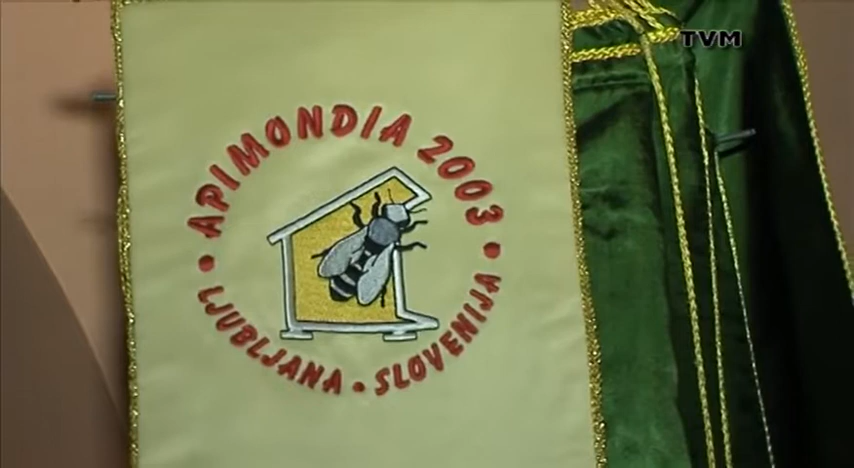 TVM
APIMONDIA 2003
• LJUBLJANA • SLOVENIJA •